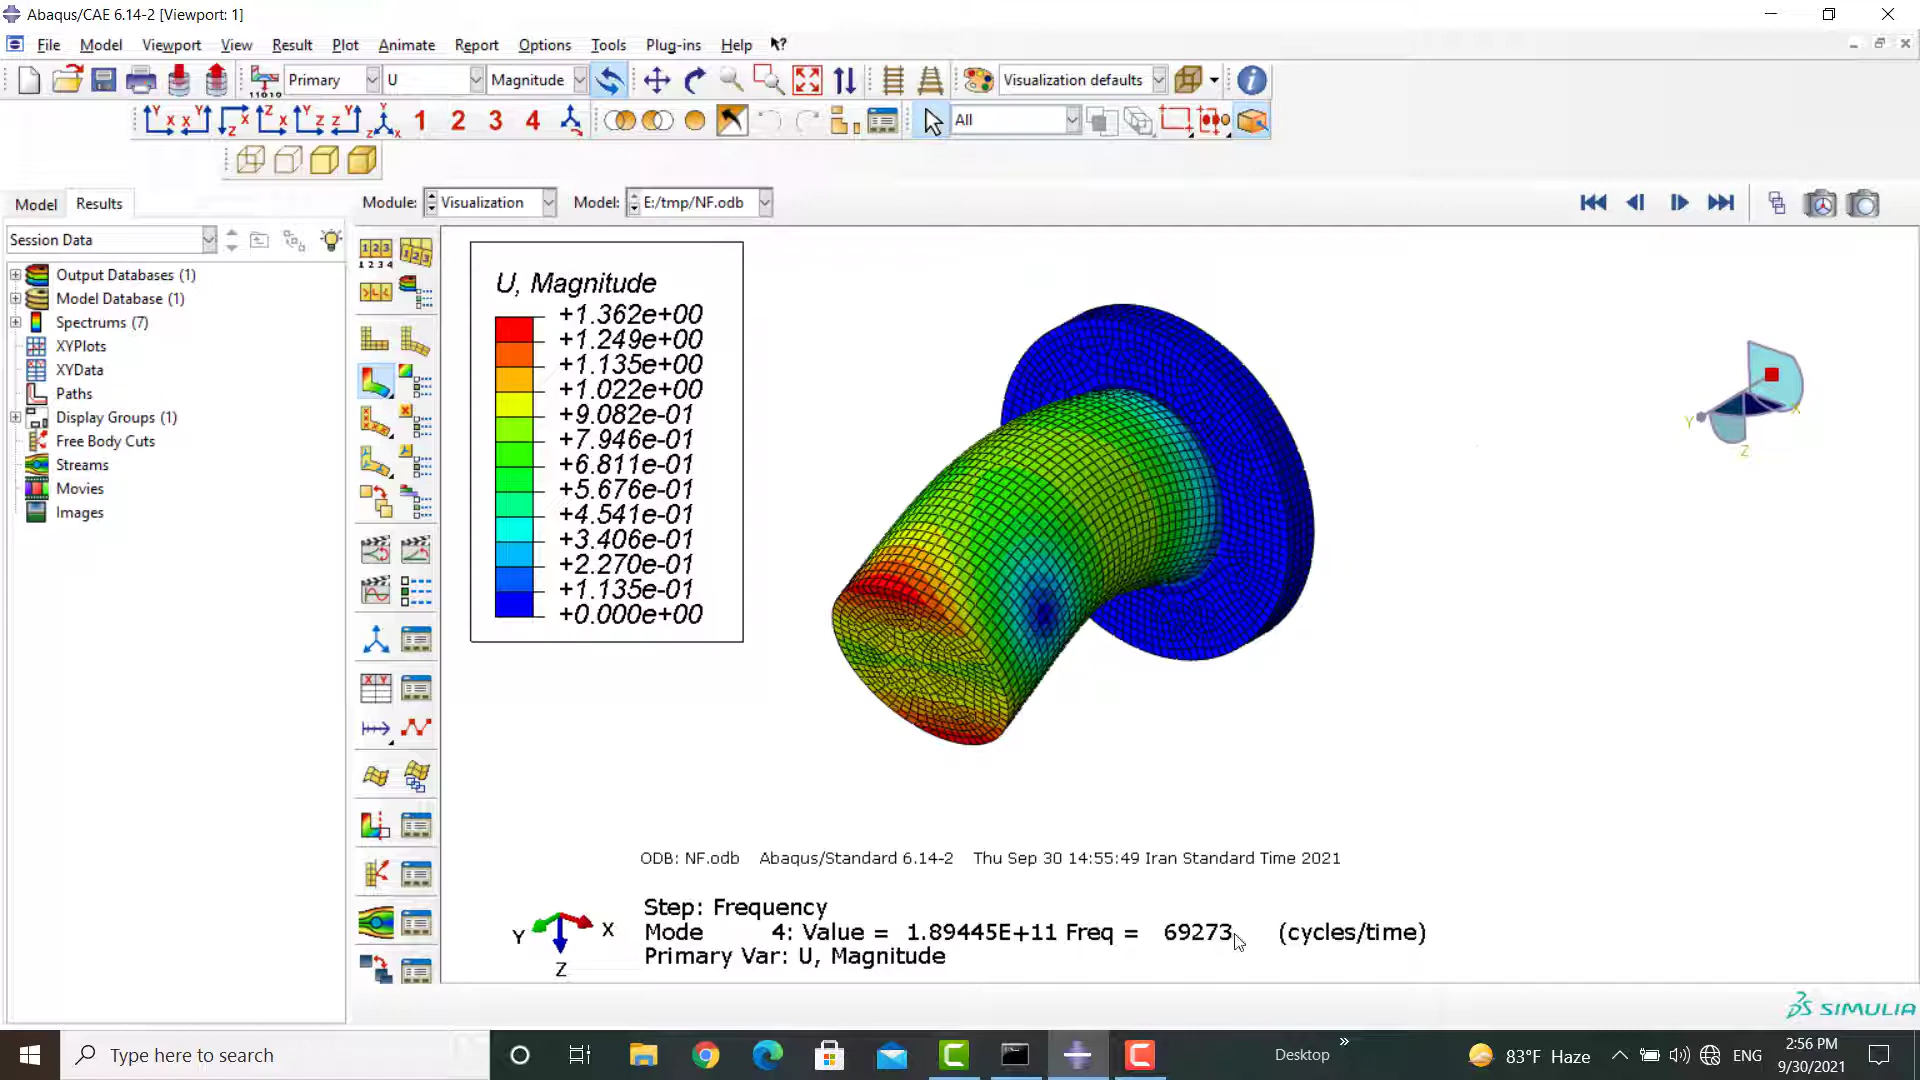 Abaqus/CAE 6.14-2 [Viewport: 1]
File Model Viewport View Result Plot Animate Report Options Tools Plug-ins Help
Primary U Magnitude Visualization defaults
1 2 3 4 All
Model Results
Module: Visualization Model: E:/tmp/NF.odb
Session Data
Output Databases (1)
Model Database (1)
Spectrums (7)
XYPlots
XYData
Paths
Display Groups (1)
Free Body Cuts
Streams
Movies
Images
U, Magnitude
+1.362e+00
+1.249e+00
+1.135e+00
+1.022e+00
+9.082e-01
+7.946e-01
+6.811e-01
+5.676e-01
+4.541e-01
+3.406e-01
+2.270e-01
+1.135e-01
+0.000e+00
X
Y
Z
ODB: NF.odb Abaqus/Standard 6.14-2 Thu Sep 30 14:55:49 Iran Standard Time 2021
Y X
Z
Step: Frequency
Mode 4: Value = 1.89445E+11 Freq = 69273. (cycles/time)
Primary Var: U, Magnitude
SIMULIA
Type here to search
Desktop
83°F Haze
ENG
2:56 PM
9/30/2021